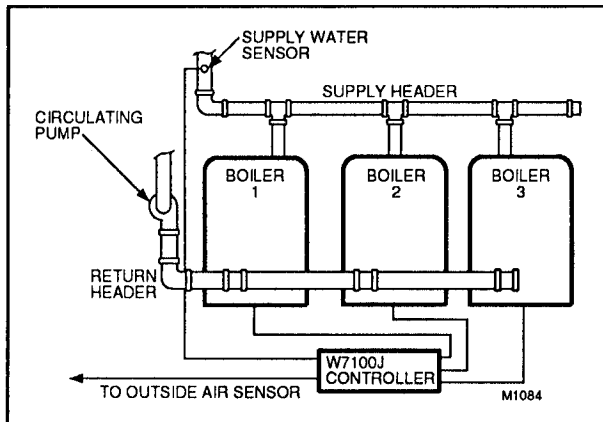 SUPPLY WATER
SENSOR
SUPPLY HEADER
CIRCULATING
PUMP
BOILER
1
BOILER
2
BOILER
3
RETURN
HEADER
W7100J
CONTROLLER
TO OUTSIDE AIR SENSOR
M1084